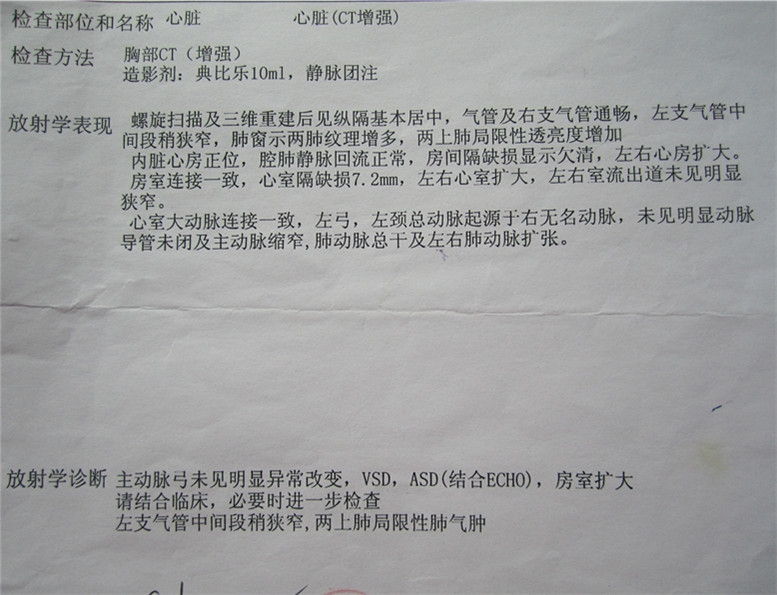 检查部位和名称 心脏 心脏(CT增强)
检查方法 胸部CT（增强）
造影剂：典比乐10ml，静脉团注
放射学表现 螺旋扫描及三维重建后见纵隔基本居中，气管及右支气管通畅，左支气管中
间段稍狭窄，肺窗示两肺纹理增多，两上肺局限性透亮度增加
内脏心房正位，腔肺静脉回流正常，房间隔缺损显示欠清，左右心房扩大。
房室连接一致，心室隔缺损7.2mm，左右心室扩大，左右室流出道未见明显
狭窄。
心室大动脉连接一致，左弓，左颈总动脉起源于右无名动脉，未见明显动脉
导管未闭及主动脉缩窄,肺动脉总干及左右肺动脉扩张。
放射学诊断 主动脉弓未见明显异常改变，VSD，ASD(结合ECHO)，房室扩大
请结合临床，必要时进一步检查
左支气管中间段稍狭窄,两上肺局限性肺气肿